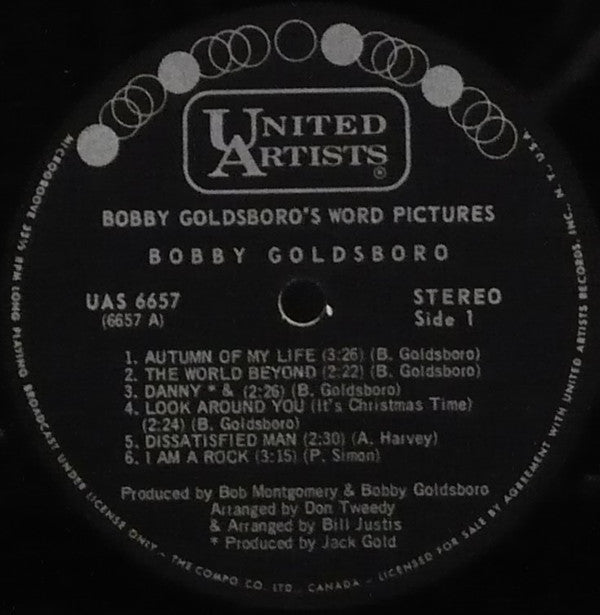 UNITED
ARTISTS®
BOBBY GOLDSBORO'S WORD PICTURES
BOBBY GOLDSBORO
UAS 6657
(6657 A)
STEREO
Side 1
1. AUTUMN OF MY LIFE (3:26) (B. Goldsboro)
2. THE WORLD BEYOND (2:22) (B. Goldsboro)
3. DANNY * & (2:26) (B. Goldsboro)
4. LOOK AROUND YOU (It's Christmas Time)
(2:24) (B. Goldsboro)
5. DISSATISFIED MAN (2:30) (A. Harvey)
6. I AM A ROCK (3:15) (P. Simon)
Produced by Bob Montgomery & Bobby Goldsboro
Arranged by Don Tweedy
& Arranged by Bill Justis
* Produced by Jack Gold
MICROGROOVE 33⅓ RPM LONG PLAYING BROADCAST UNDER LICENSE ONLY - THE COMPO CO. LTD., CANADA - LICENSED FOR SALE BY AGREEMENT WITH UNITED ARTISTS RECORDS, INC., N. Y. USA